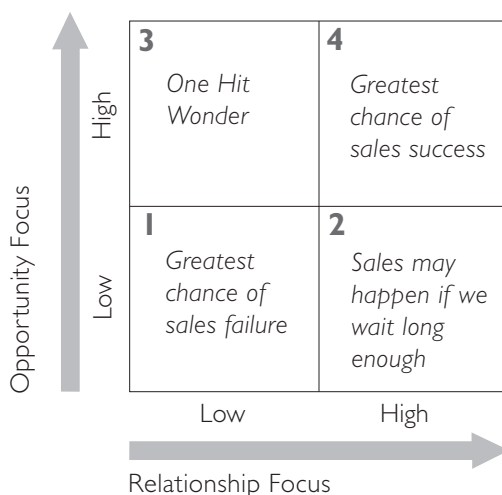 Opportunity Focus
High
Low
3
One Hit
Wonder
4
Greatest
chance of
sales success
1
Greatest
chance of
sales failure
2
Sales may
happen if we
wait long
enough
Low
High
Relationship Focus